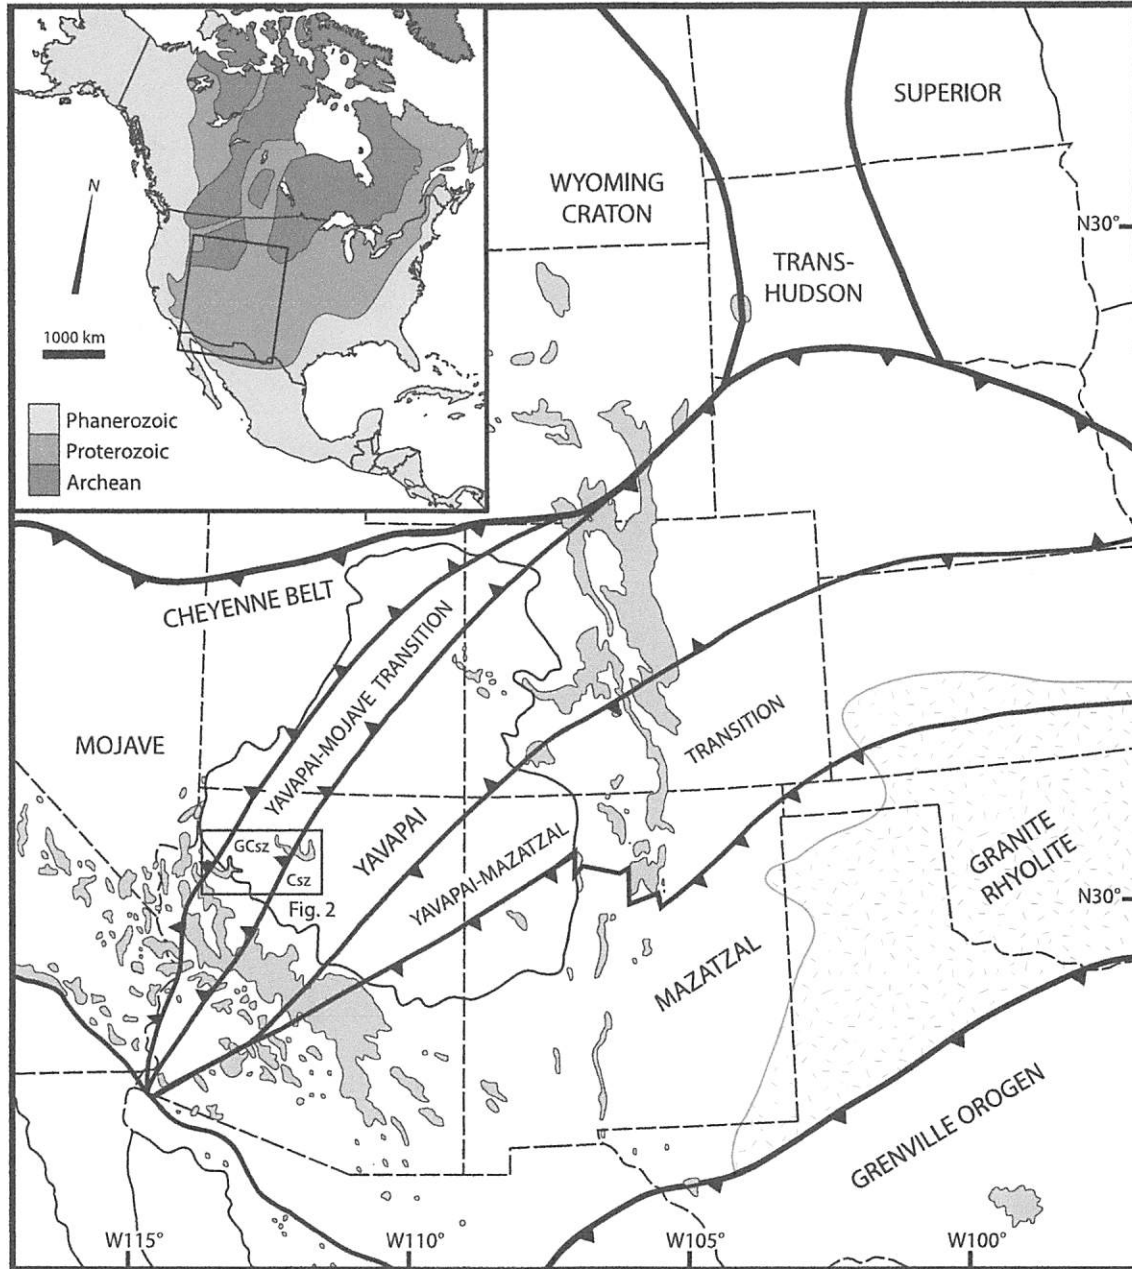 N
1000 km
Phanerozoic
Proterozoic
Archean
SUPERIOR
WYOMING
CRATON
N30°
TRANS-
HUDSON
CHEYENNE BELT
YAVAPAI-MOJAVE TRANSITION
MOJAVE
TRANSITION
YAVAPAI
YAVAPAI-MAZATZAL
GCsz
Csz
Fig. 2
GRANITE
RHYOLITE
N30°
MAZATZAL
GRENVILLE OROGEN
W115°
W110°
W105°
W100°